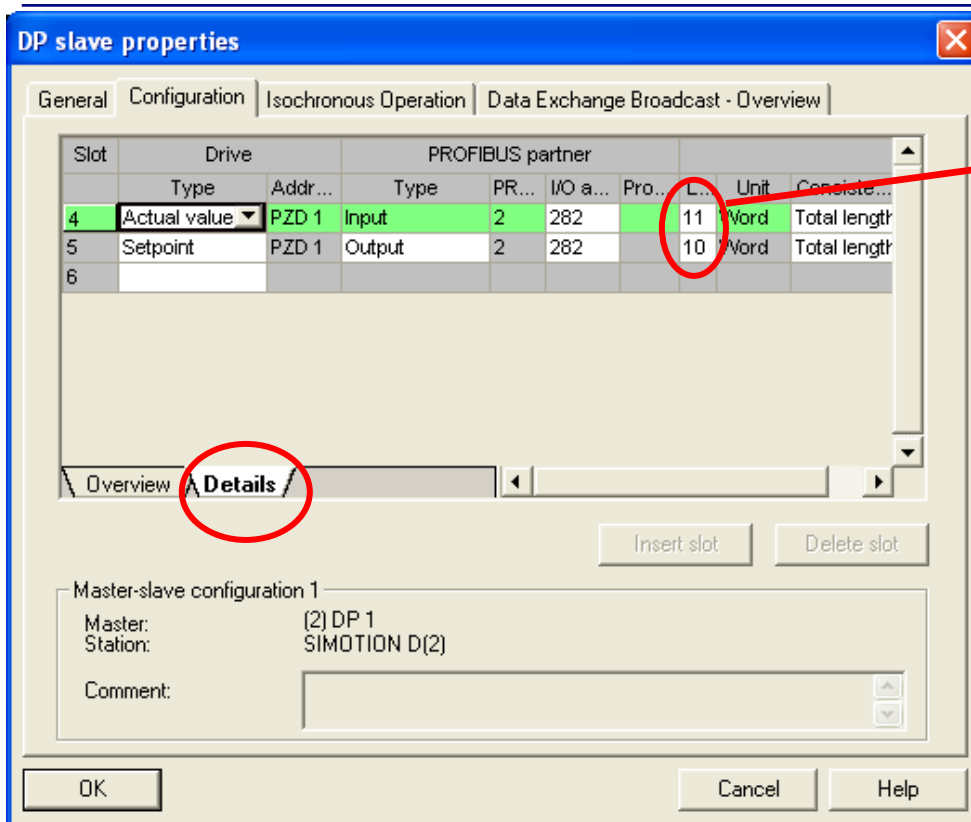 DP slave properties
General Configuration Isochronous Operation Data Exchange Broadcast - Overview
Slot Drive PROFIBUS partner
Type Addr... Type PR... I/O a... Pro... L... Unit Consiste...
4 Actual value PZD 1 Input 2 282 11 Word Total length
5 Setpoint PZD 1 Output 2 282 10 Word Total length
6
Overview Details
Insert slot Delete slot
Master-slave configuration 1
Master: (2) DP 1
Station: SIMOTION D(2)
Comment:
OK Cancel Help